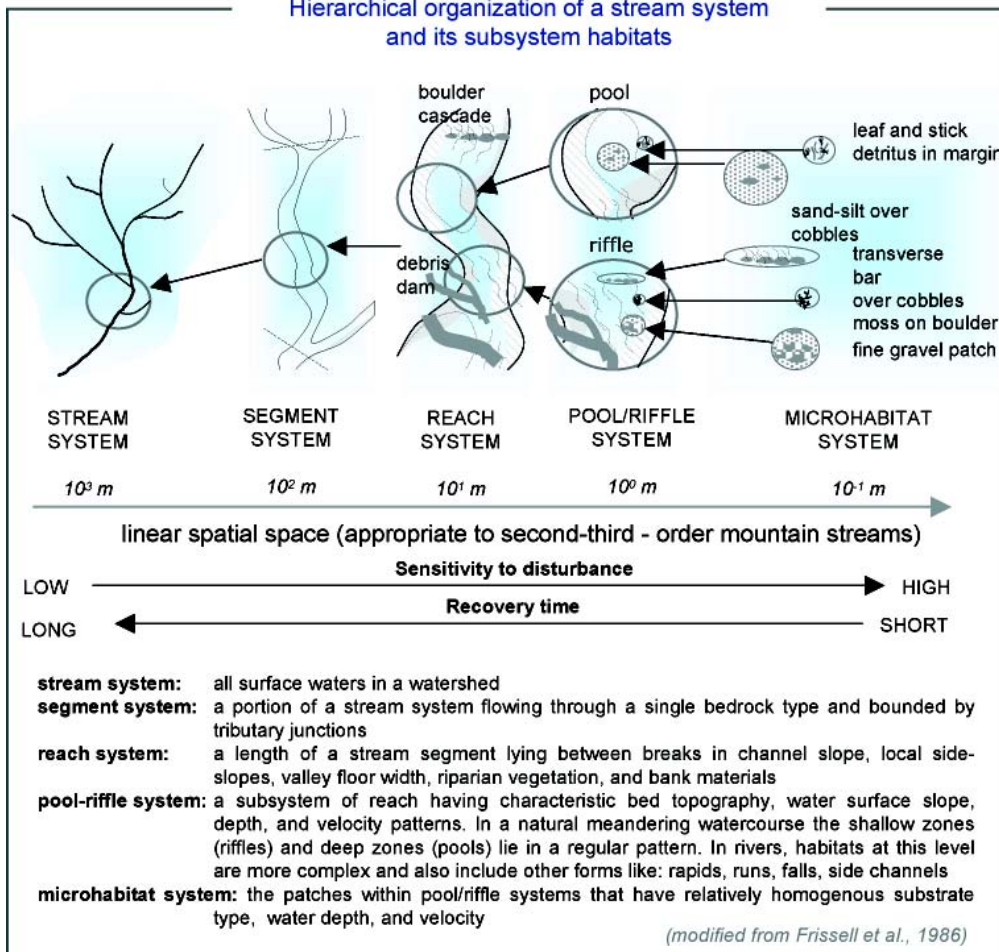 Hierarchical organization of a stream system
and its subsystem habitats
boulder
cascade
pool
leaf and stick
detritus in margin
sand-silt over
cobbles
debris
dam
riffle
transverse
bar
over cobbles
moss on boulder
fine gravel patch
STREAM
SYSTEM
SEGMENT
SYSTEM
REACH
SYSTEM
POOL/RIFFLE
SYSTEM
MICROHABITAT
SYSTEM
10³ m
10² m
10¹ m
10⁰ m
10⁻¹ m
linear spatial space (appropriate to second-third - order mountain streams)
Sensitivity to disturbance
LOW
HIGH
Recovery time
LONG
SHORT
stream system: all surface waters in a watershed
segment system: a portion of a stream system flowing through a single bedrock type and bounded by
tributary junctions
reach system: a length of a stream segment lying between breaks in channel slope, local side-
slopes, valley floor width, riparian vegetation, and bank materials
pool-riffle system: a subsystem of reach having characteristic bed topography, water surface slope,
depth, and velocity patterns. In a natural meandering watercourse the shallow zones
(riffles) and deep zones (pools) lie in a regular pattern. In rivers, habitats at this level
are more complex and also include other forms like: rapids, runs, falls, side channels
microhabitat system: the patches within pool/riffle systems that have relatively homogenous substrate
type, water depth, and velocity
(modified from Frissell et al., 1986)